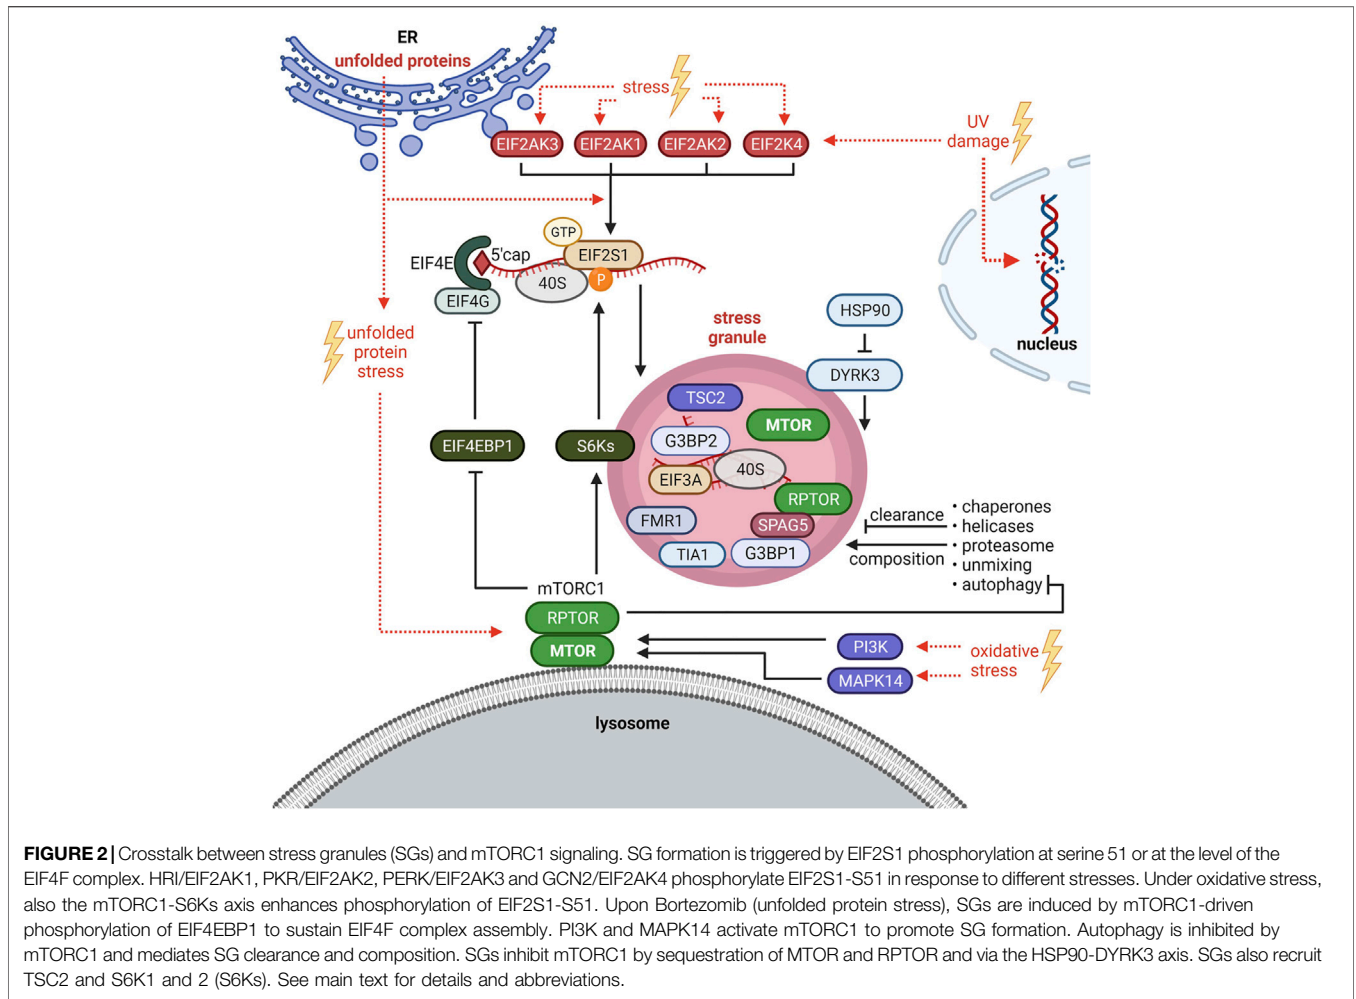 ER
unfolded proteins
stress
UV
damage
EIF2AK3
EIF2AK1
EIF2AK2
EIF2K4
GTP
EIF2S1
5'cap
EIF4E
40S
P
EIF4G
HSP90
stress
granule
nucleus
unfolded
protein
stress
DYRK3
TSC2
MTOR
G3BP2
EIF4EBP1
S6Ks
40S
EIF3A
RPTOR
FMR1
SPAG5
TIA1
G3BP1
clearance
composition
• chaperones
• helicases
• proteasome
• unmixing
• autophagy
mTORC1
RPTOR
MTOR
PI3K
MAPK14
oxidative
stress
lysosome
FIGURE 2 | Crosstalk between stress granules (SGs) and mTORC1 signaling. SG formation is triggered by EIF2S1 phosphorylation at serine 51 or at the level of the
EIF4F complex. HRI/EIF2AK1, PKR/EIF2AK2, PERK/EIF2AK3 and GCN2/EIF2AK4 phosphorylate EIF2S1-S51 in response to different stresses. Under oxidative stress,
also the mTORC1-S6Ks axis enhances phosphorylation of EIF2S1-S51. Upon Bortezomib (unfolded protein stress), SGs are induced by mTORC1-driven
phosphorylation of EIF4EBP1 to sustain EIF4F complex assembly. PI3K and MAPK14 activate mTORC1 to promote SG formation. Autophagy is inhibited by
mTORC1 and mediates SG clearance and composition. SGs inhibit mTORC1 by sequestration of MTOR and RPTOR and via the HSP90-DYRK3 axis. SGs also recruit
TSC2 and S6K1 and 2 (S6Ks). See main text for details and abbreviations.